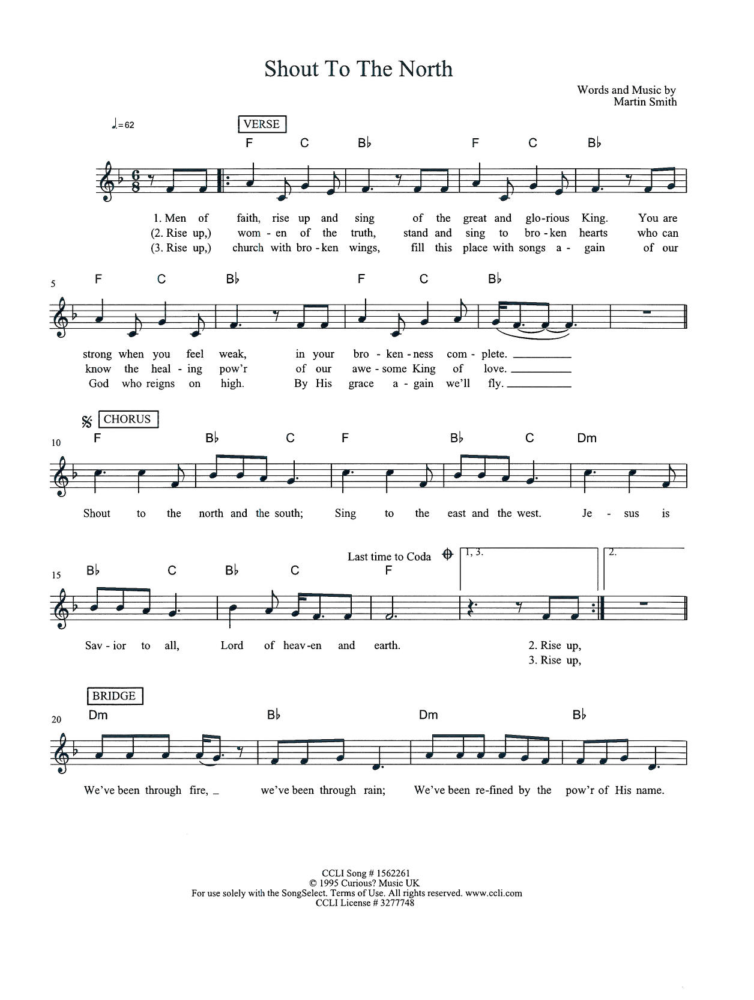 Shout To The North
Words and Music by
Martin Smith
♩.=62
VERSE
F C B♭ F C B♭
6
8
1. Men of faith, rise up and sing of the great and glo-rious King. You are
(2. Rise up,) wom - en of the truth, stand and sing to bro - ken hearts who can
(3. Rise up,) church with bro - ken wings, fill this place with songs a - gain of our
5
F C B♭ F C B♭
strong when you feel weak, in your bro - ken - ness com - plete.
know the heal - ing pow'r of our awe - some King of love.
God who reigns on high. By His grace a - gain we'll fly.
CHORUS
10
F B♭ C F B♭ C Dm
Shout to the north and the south; Sing to the east and the west. Je - sus is
Last time to Coda 1, 3. 2.
15
B♭ C B♭ C F
Sav - ior to all, Lord of heav-en and earth. 2. Rise up,
3. Rise up,
BRIDGE
20
Dm B♭ Dm B♭
We've been through fire, _ we've been through rain; We've been re-fined by the pow'r of His name.
CCLI Song # 1562261
© 1995 Curious? Music UK
For use solely with the SongSelect. Terms of Use. All rights reserved. www.ccli.com
CCLI License # 3277748